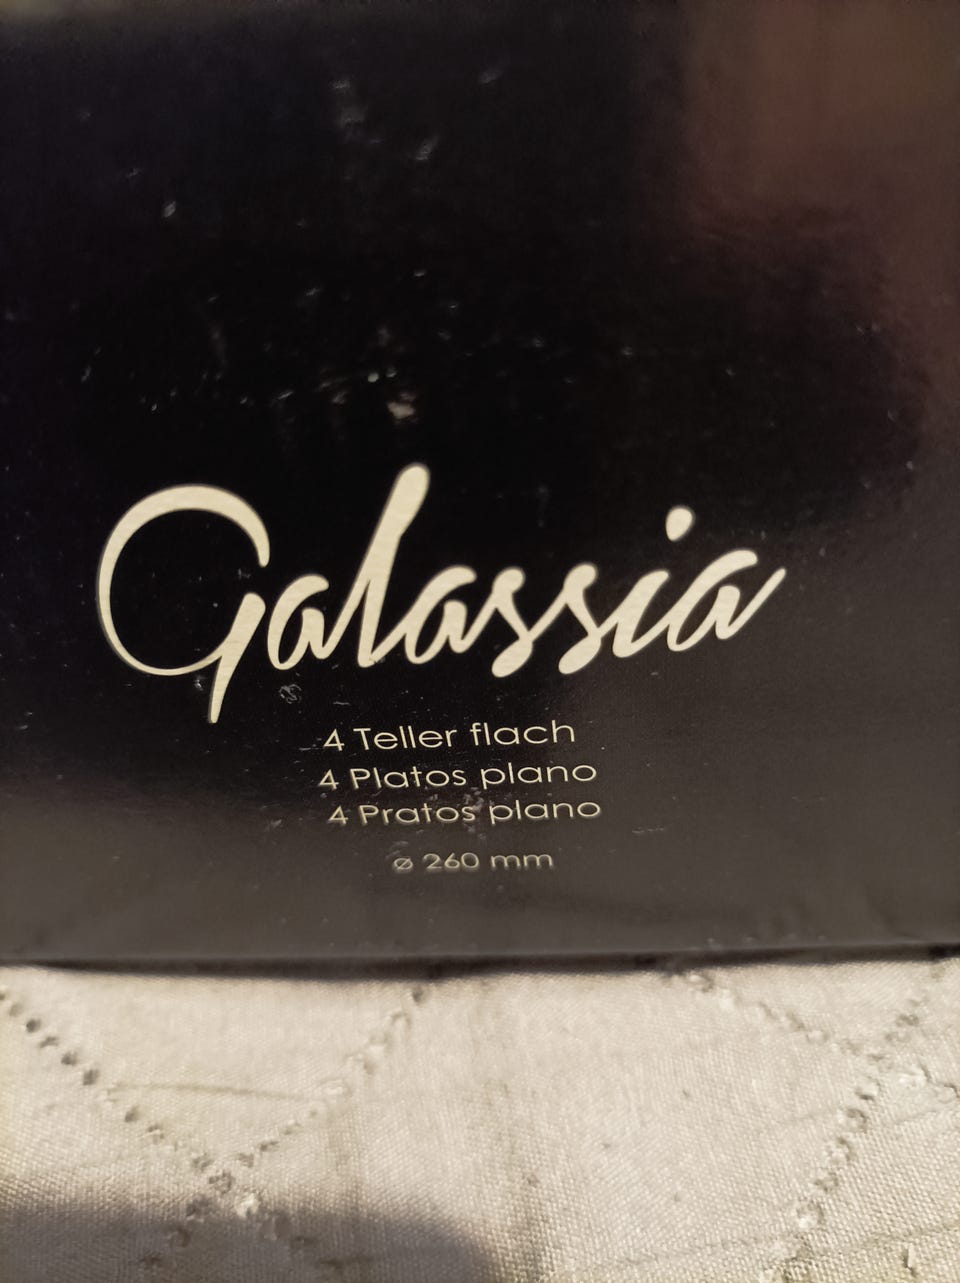 Galassia
4 Teller flach
4 Platos plano
4 Pratos plano
ø 260 mm